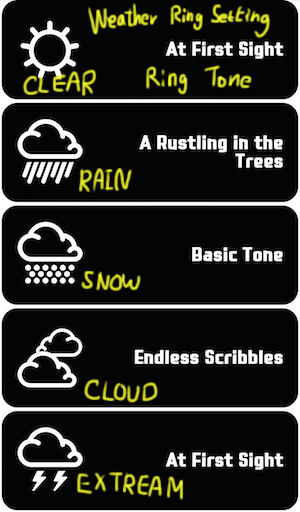 Weather Ring Setting
At First Sight
CLEAR Ring Tone
A Rustling in the
Trees
RAIN
Basic Tone
SNOW
Endless Scribbles
CLOUD
At First Sight
EXTREAM